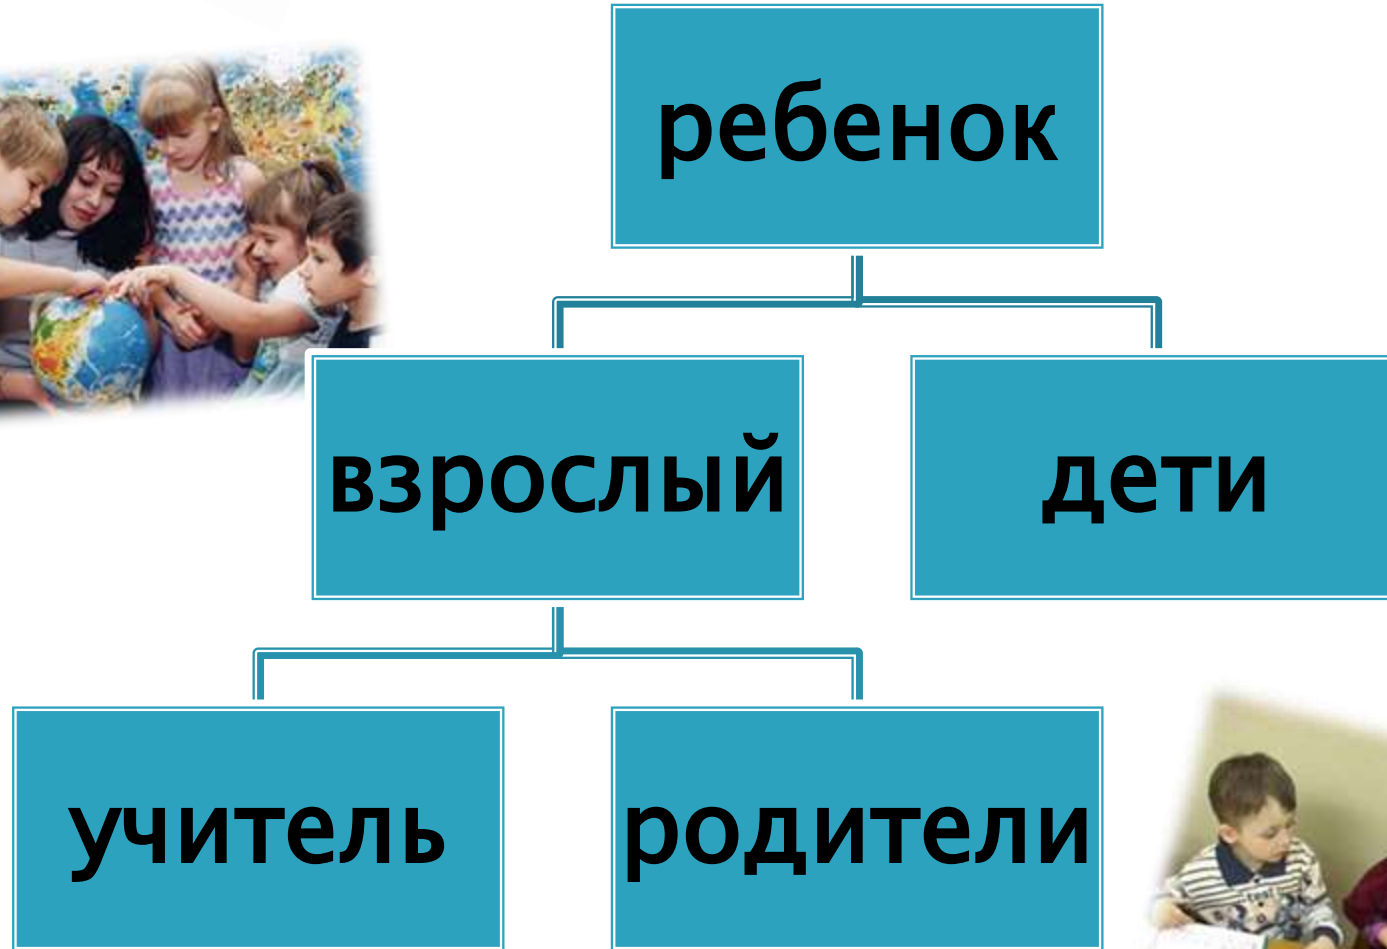 ребенок
взрослый
дети
учитель
родители